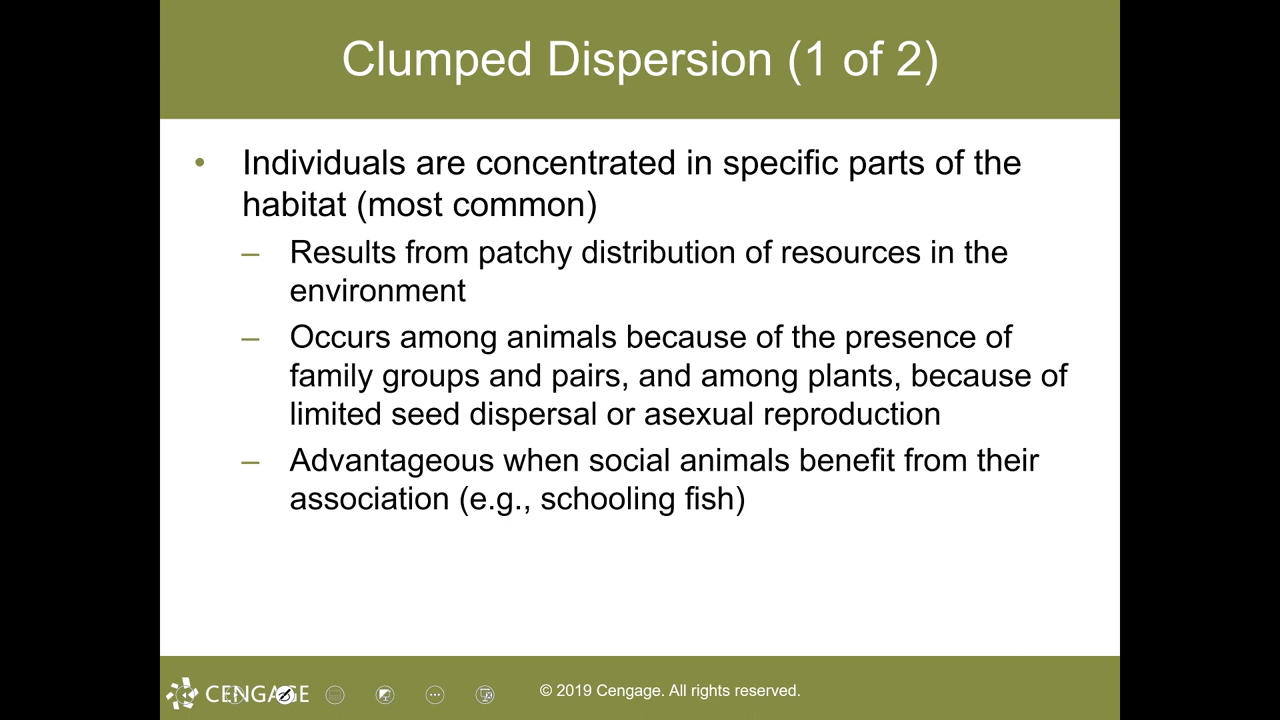 Clumped Dispersion (1 of 2)
• Individuals are concentrated in specific parts of the
habitat (most common)
– Results from patchy distribution of resources in the
environment
– Occurs among animals because of the presence of
family groups and pairs, and among plants, because of
limited seed dispersal or asexual reproduction
– Advantageous when social animals benefit from their
association (e.g., schooling fish)
CENGAGE
© 2019 Cengage. All rights reserved.